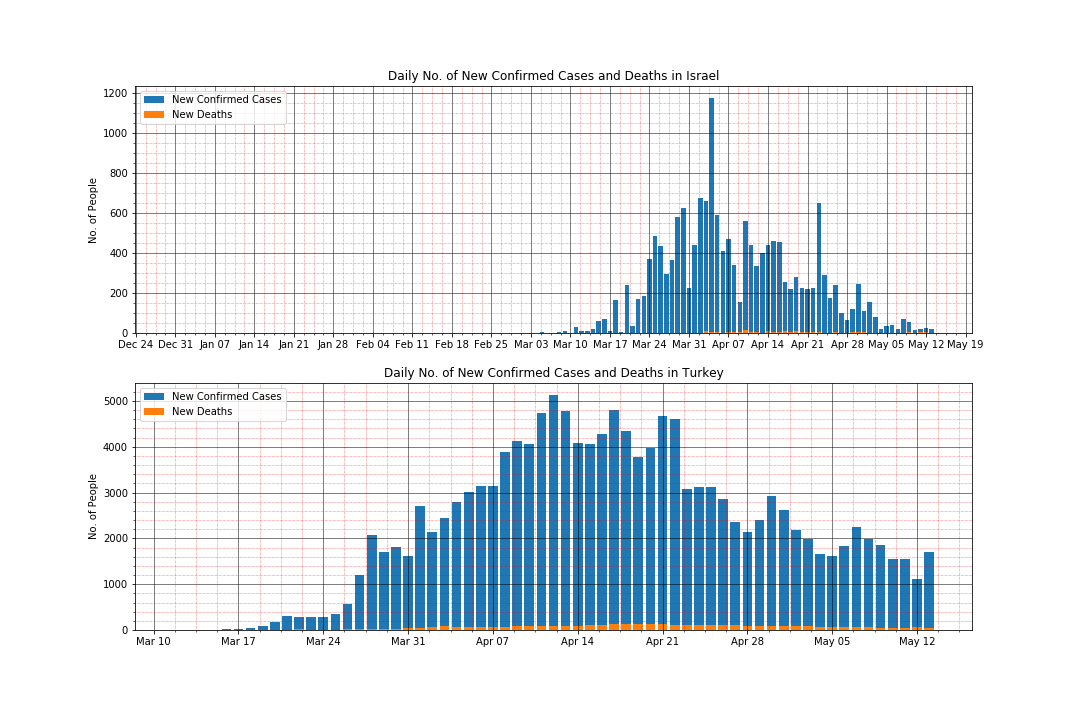 Daily No. of New Confirmed Cases and Deaths in Israel
1200
1000
800
600
400
200
0
No. of People
New Confirmed Cases
New Deaths
Dec 24 Dec 31 Jan 07 Jan 14 Jan 21 Jan 28 Feb 04 Feb 11 Feb 18 Feb 25 Mar 03 Mar 10 Mar 17 Mar 24 Mar 31 Apr 07 Apr 14 Apr 21 Apr 28 May 05 May 12 May 19
Daily No. of New Confirmed Cases and Deaths in Turkey
5000
4000
3000
2000
1000
0
No. of People
New Confirmed Cases
New Deaths
Mar 10 Mar 17 Mar 24 Mar 31 Apr 07 Apr 14 Apr 21 Apr 28 May 05 May 12